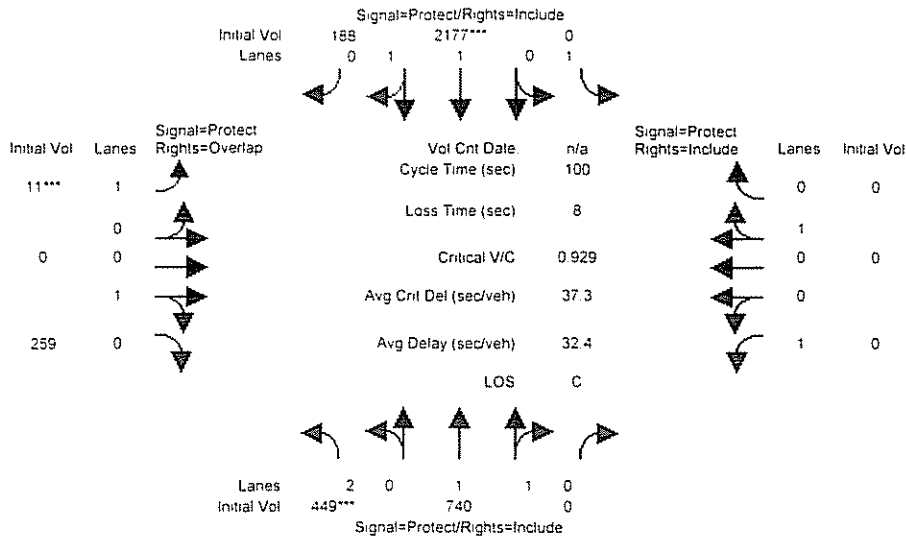 Signal=Protect/Rights=Include
Initial Vol 188 2177*** 0
Lanes 0 1 1 0 1
Signal=Protect
Rights=Overlap
Initial Vol Lanes
11*** 1
0
0 0
1
259 0
Vol Cnt Date n/a
Cycle Time (sec) 100
Loss Time (sec) 8
Critical V/C 0.929
Avg Crit Del (sec/veh) 37.3
Avg Delay (sec/veh) 32.4
LOS C
Signal=Protect
Rights=Include
Lanes Initial Vol
0 0
1
0 0
0
1 0
Lanes 2 0 1 1 0
Initial Vol 449*** 740 0
Signal=Protect/Rights=Include